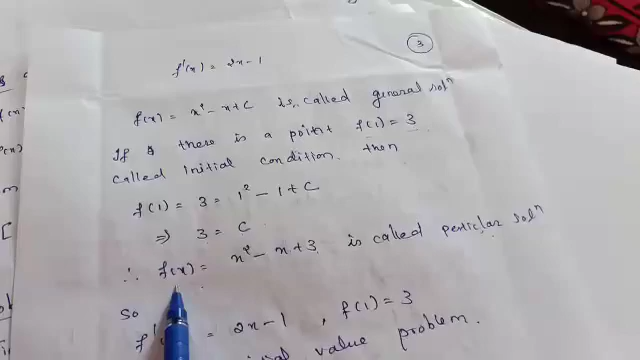 3
f'(x) = 2x - 1
f(x) = x² - x + C is called general solⁿ
If there is a point f(1) = 3
called initial condition. then
f(1) = 3 = 1² - 1 + C
⇒ 3 = C
∴ f(x) = x² - x + 3 is called perticular solⁿ
So
= 2x - 1 , f(1) = 3
value problem.